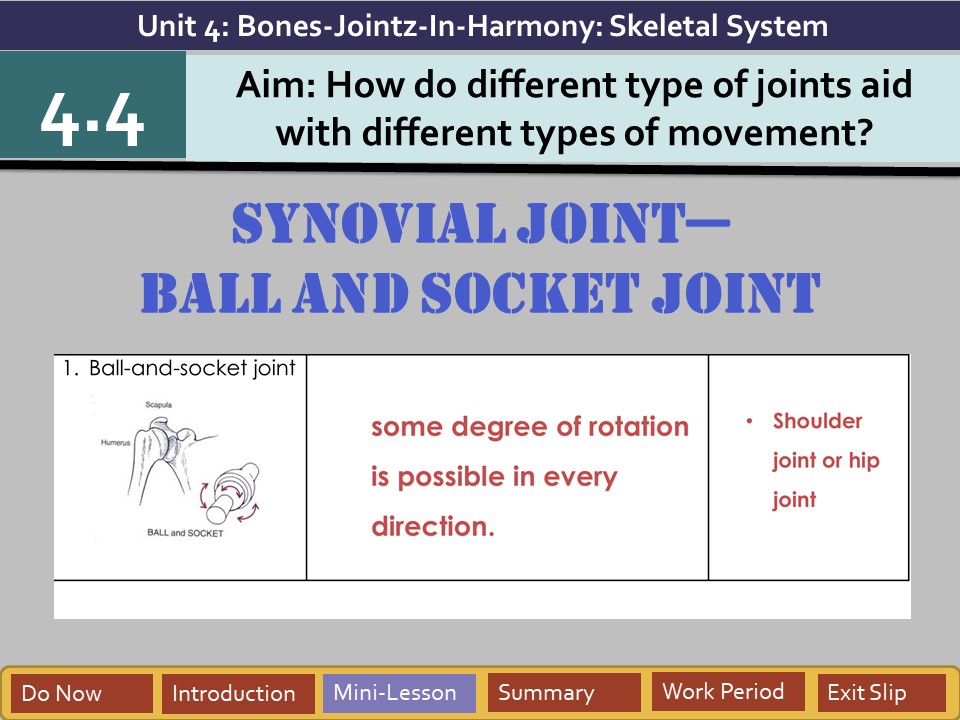 Unit 4: Bones-Jointz-In-Harmony: Skeletal System
4.4
Aim: How do different type of joints aid
with different types of movement?
SYNOVIAL JOINT—
BALL AND SOCKET JOINT
1. Ball-and-socket joint
Scapula
Humerus
BALL and SOCKET
some degree of rotation
is possible in every
direction.
• Shoulder
joint or hip
joint
Do Now
Introduction
Mini-Lesson
Summary
Work Period
Exit Slip